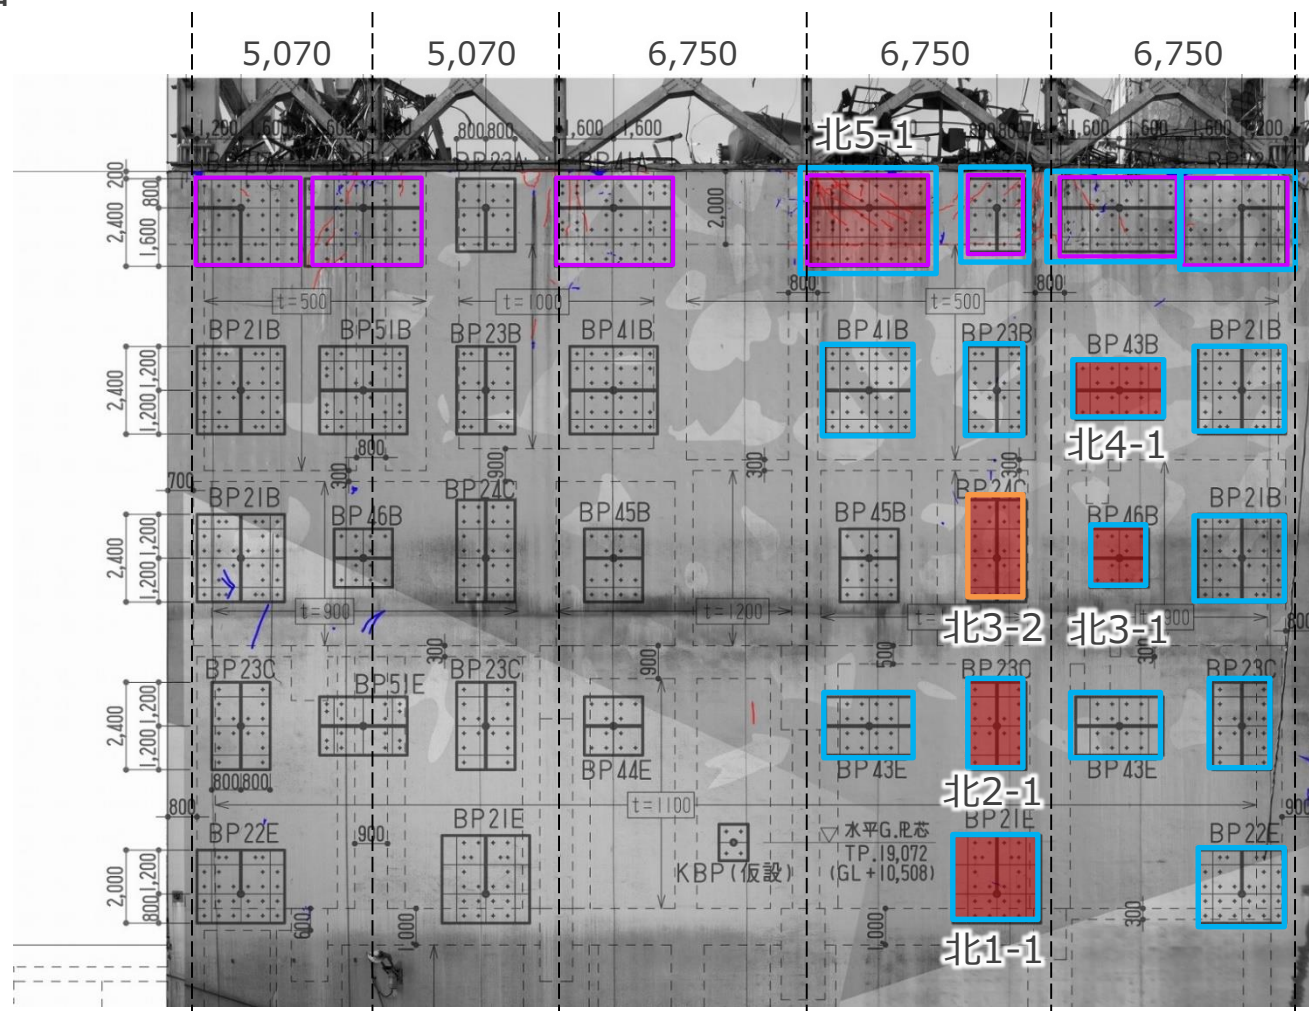 5,070
5,070
6,750
6,750
6,750
1,200
1,600
1,600
800 800
1,600
1,600
1,600
1,600
北5-1
BP23A
200
800
1,600
2,400
2,000
t=500
t=1000
800
t=500
800
BP21B
BP51B
BP23B
BP41B
BP41B
BP23B
BP43B
BP21B
2,400
1,200
1,200
北4-1
800
300
900
300
300
700
BP21B
BP46B
BP24C
BP45B
BP45B
BP24C
BP46B
BP21B
2,400
1,200
1,200
t=900
t=1200
900
北3-2
北3-1
800
300
900
500
300
BP23C
BP51E
BP23C
BP23C
BP23C
2,400
1,200
1,200
BP44E
BP43E
BP43E
800 800
北2-1
t=1100
800
900
900
BP22E
BP21E
BP21E
BP22E
水平G.P.芯
TP.19,072
(GL+10,508)
KBP(仮設)
2,000
1,200
800
600
1,000
1,000
300
北1-1